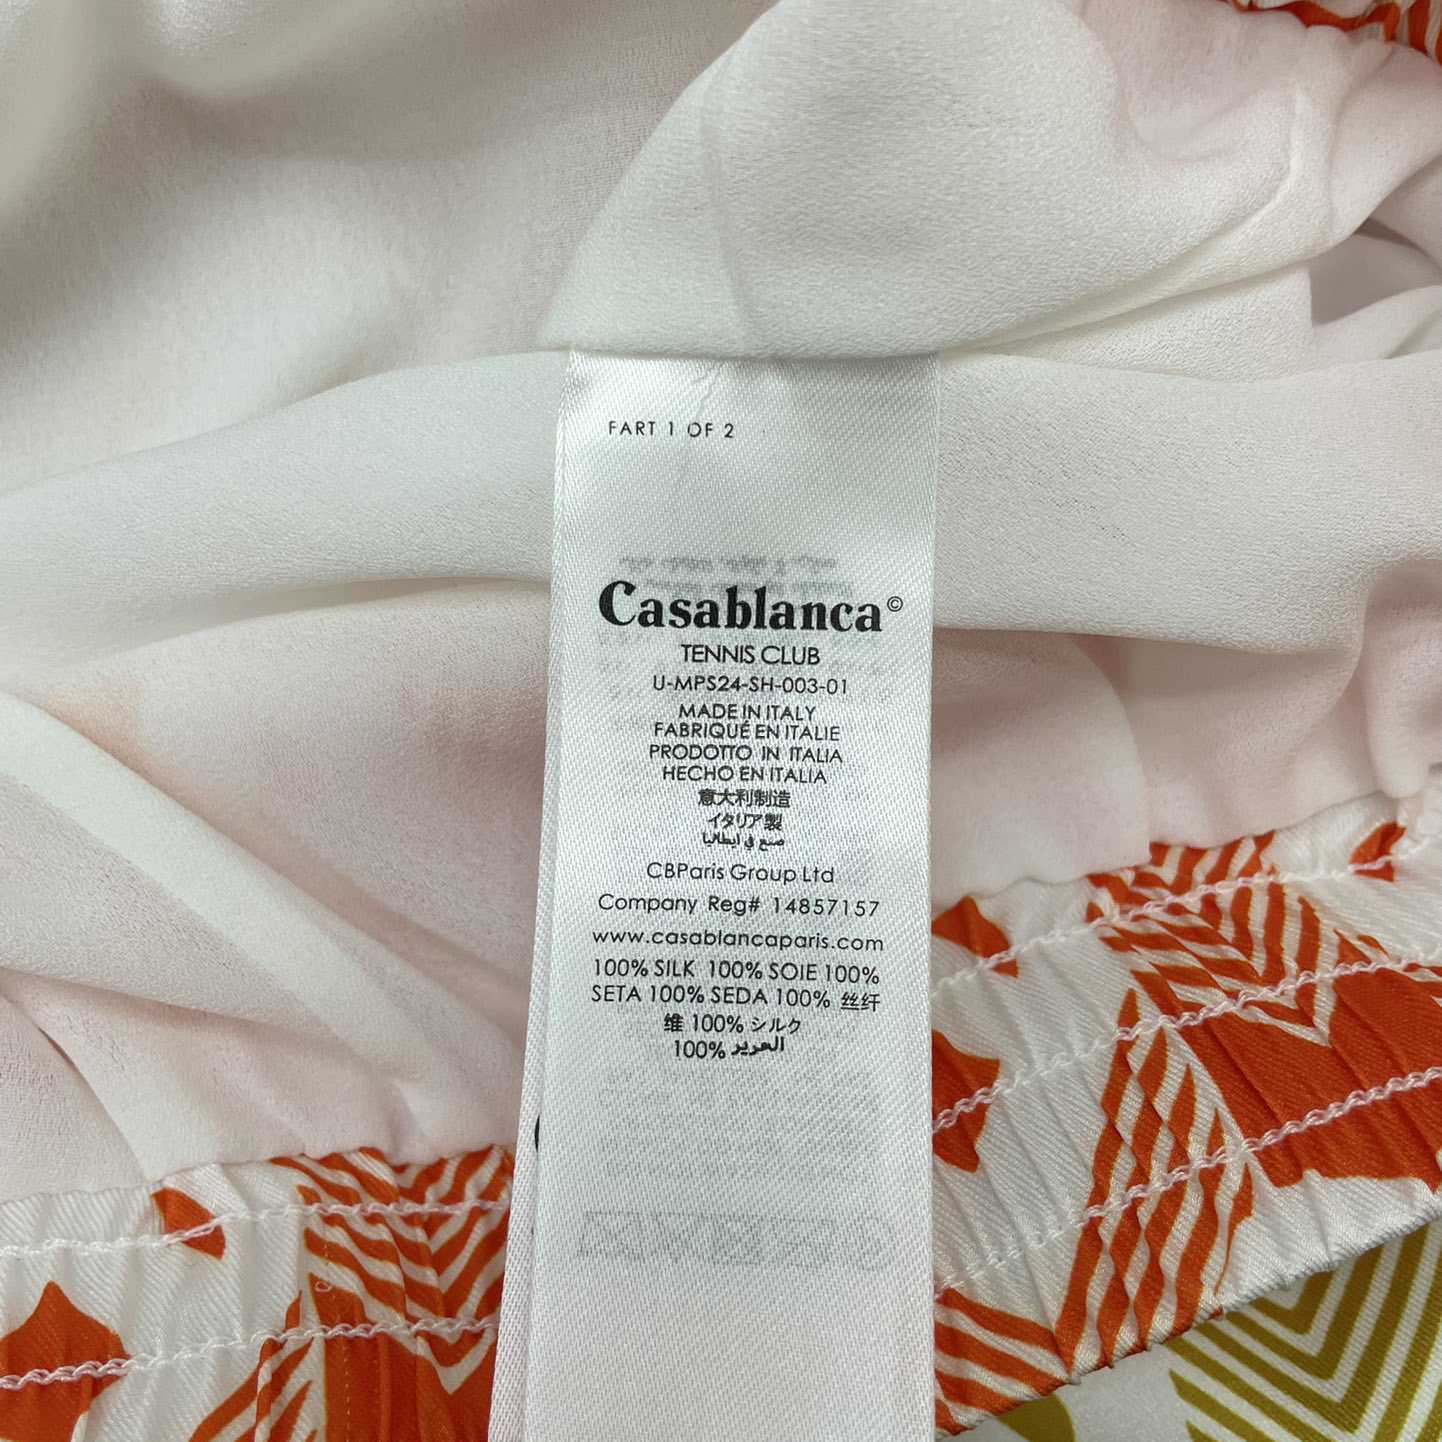 FART 1 OF 2
Casablanca©
TENNIS CLUB
U-MPS24-SH-003-01
MADE IN ITALY
FABRIQUÉ EN ITALIE
PRODOTTO IN ITALIA
HECHO EN ITALIA
意大利制造
イタリア製
صنع في ايطاليا
CBParis Group Ltd
Company Reg# 14857157
www.casablancaparis.com
100% SILK 100% SOIE 100%
SETA 100% SEDA 100% 丝纤
维 100% シルク
100% الحرير